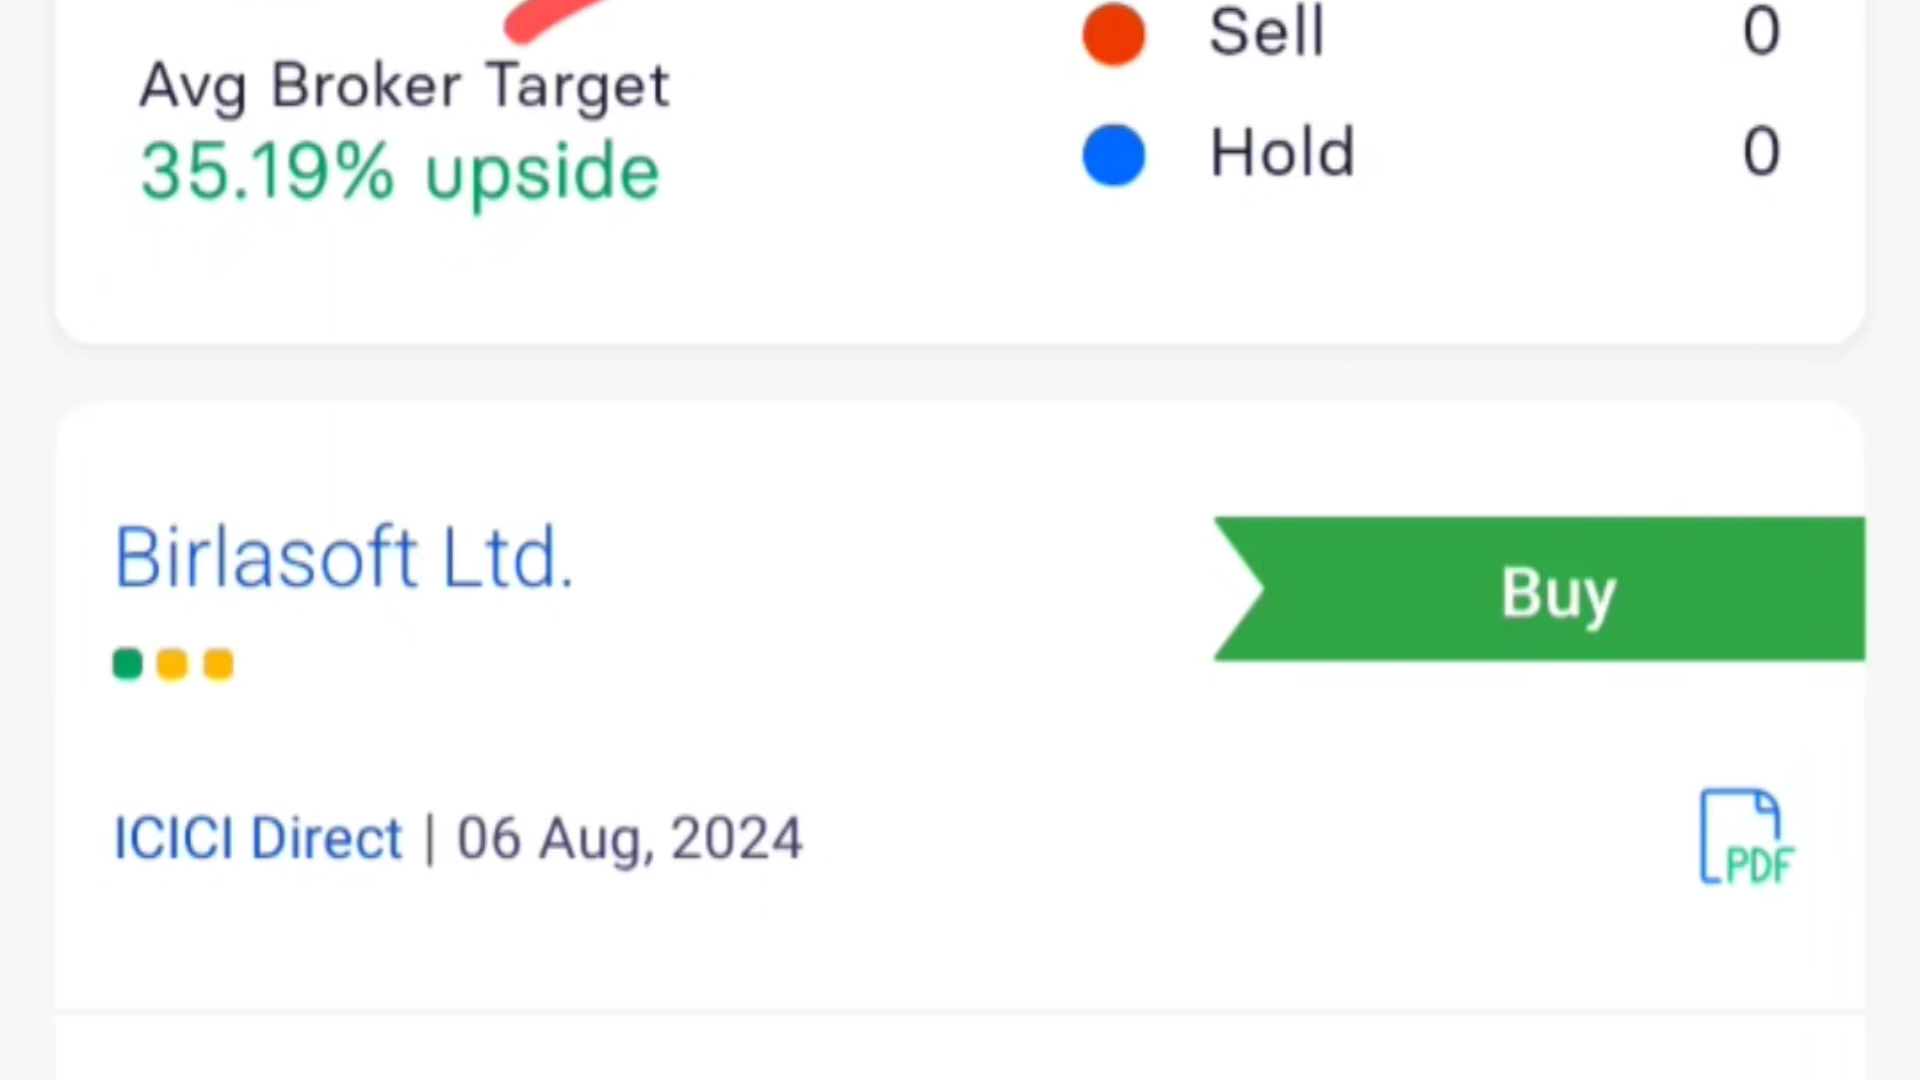 Sell 0
Avg Broker Target
35.19% upside
Hold 0
Birlasoft Ltd.
Buy
ICICI Direct | 06 Aug, 2024
PDF